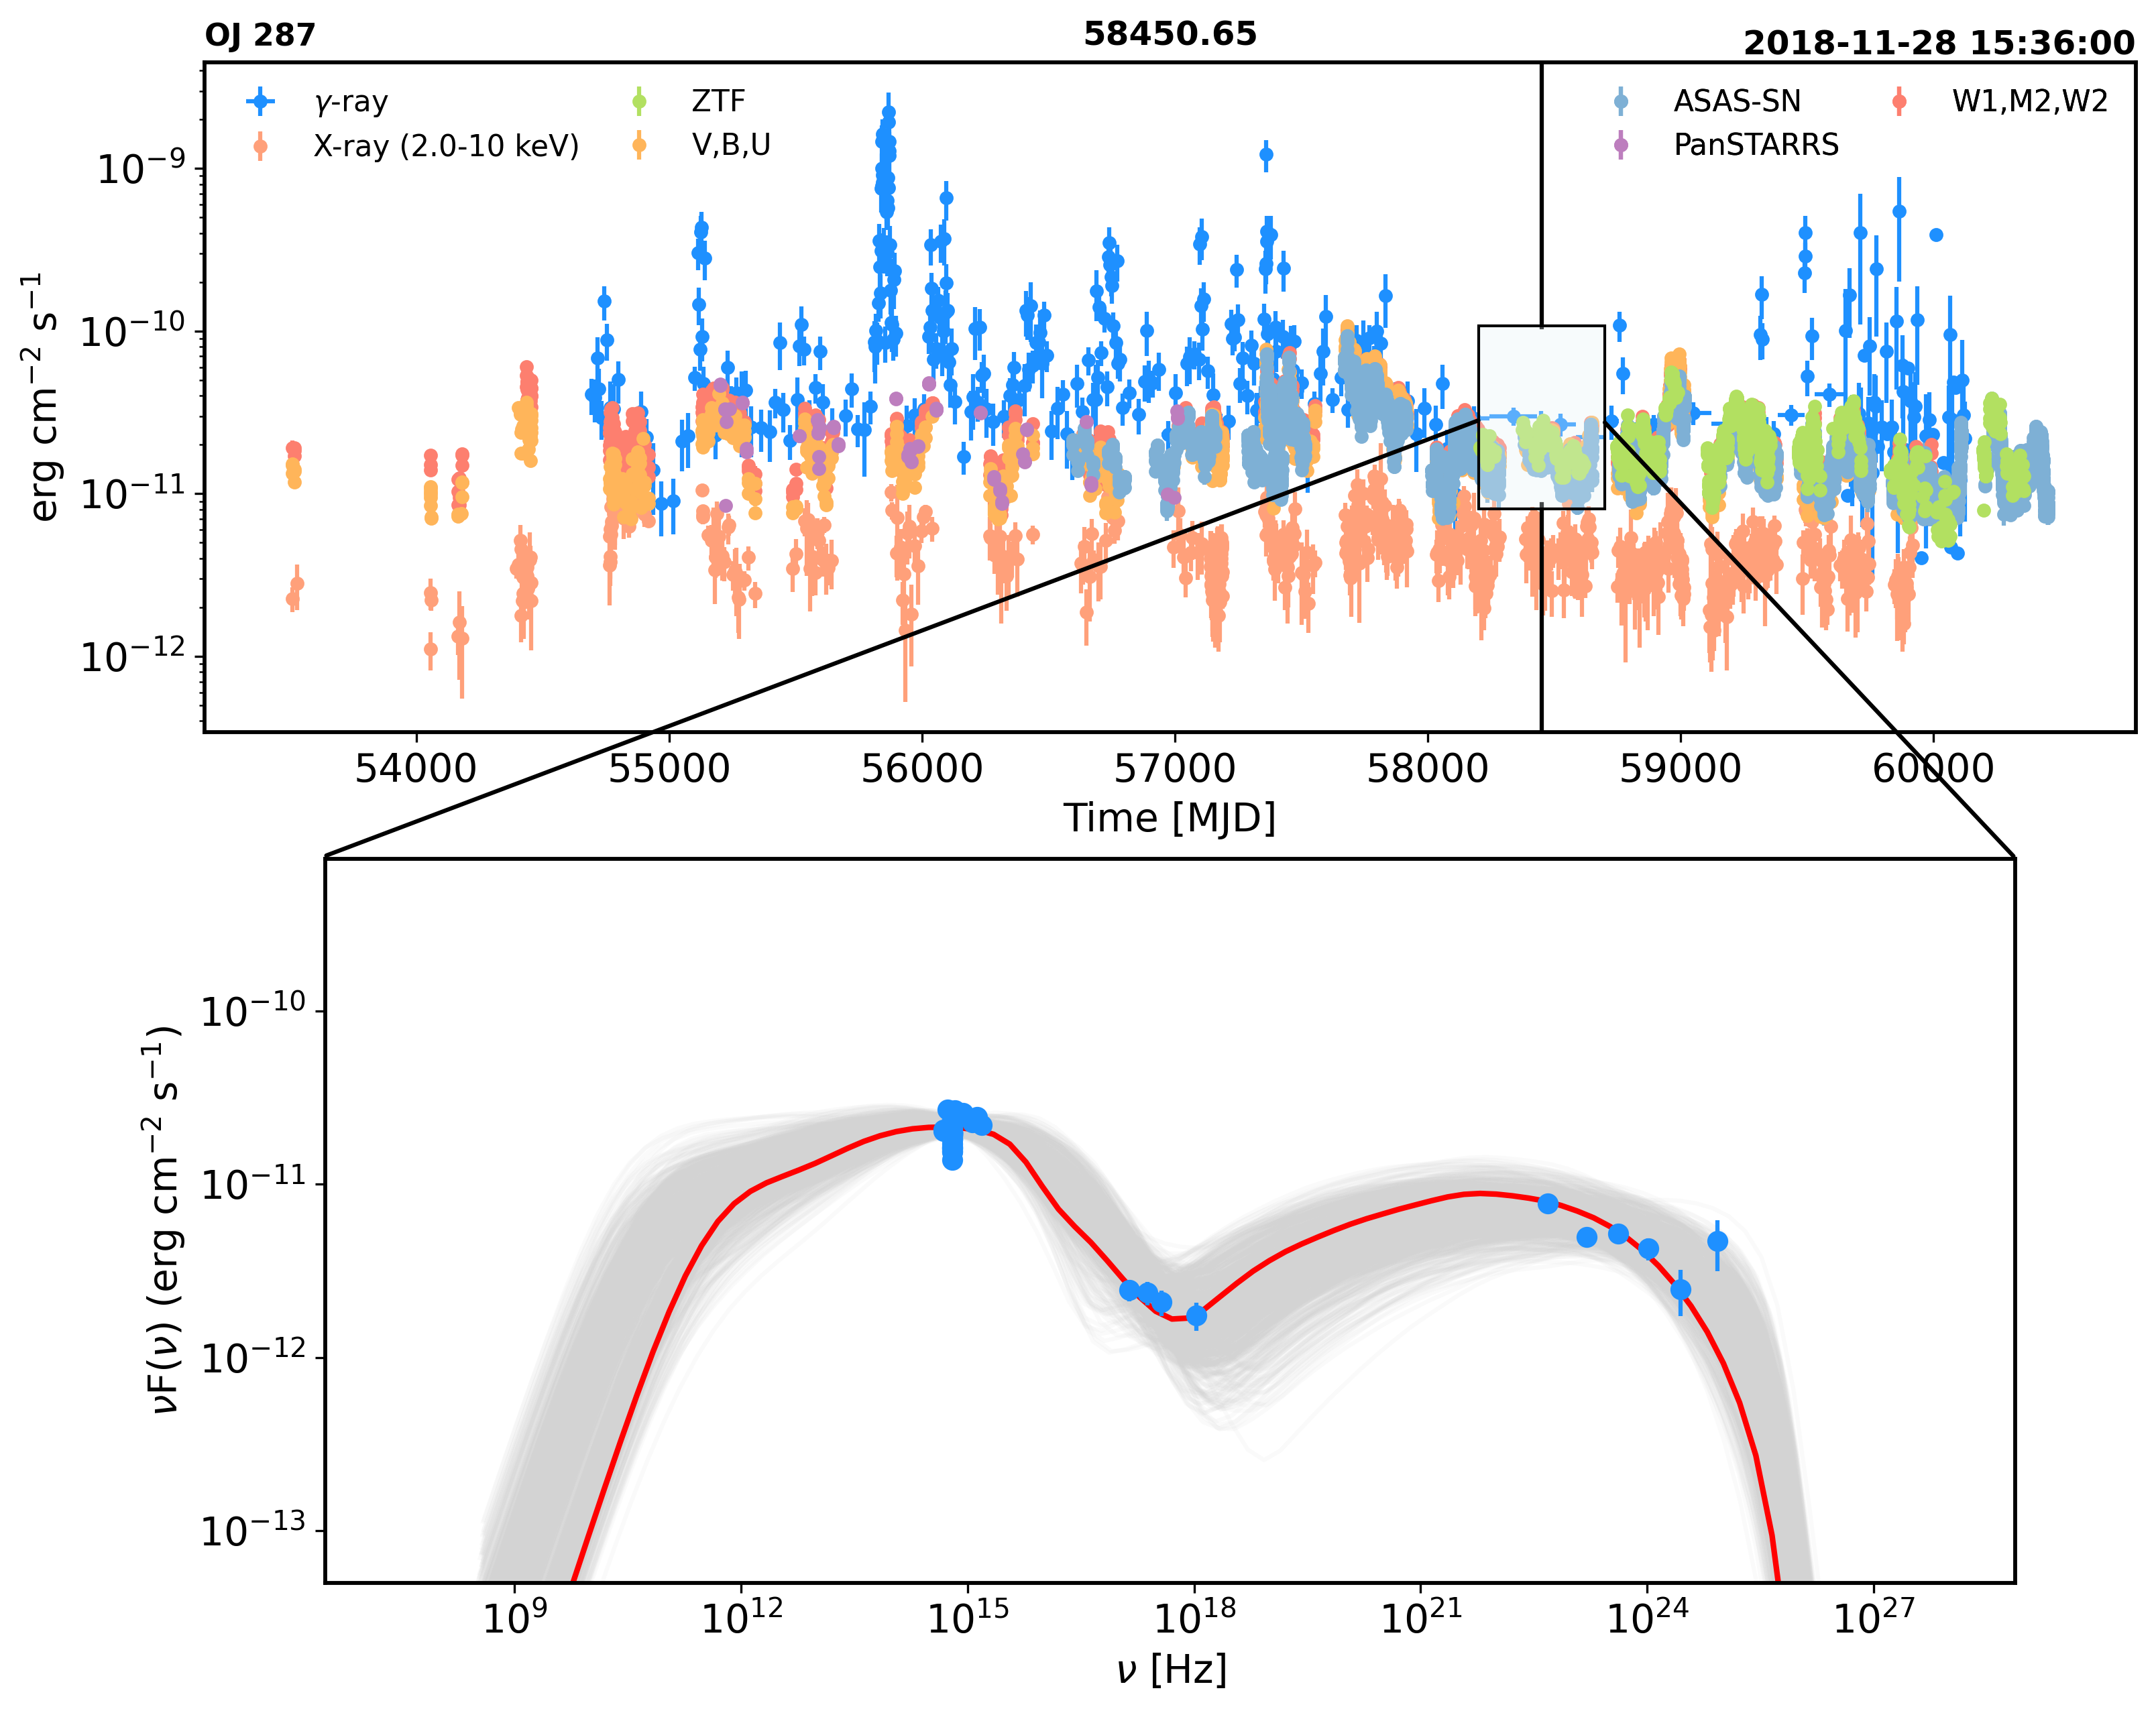 OJ 287 58450.65 2018-11-28 15:36:00
γ-ray ZTF ASAS-SN W1,M2,W2
X-ray (2.0-10 keV) V,B,U PanSTARRS
10⁻⁹
10⁻¹⁰
10⁻¹¹
10⁻¹²
erg cm⁻² s⁻¹
54000 55000 56000 57000 58000 59000 60000
Time [MJD]
10⁻¹⁰
10⁻¹¹
10⁻¹²
10⁻¹³
νF(ν) (erg cm⁻² s⁻¹)
10⁹ 10¹² 10¹⁵ 10¹⁸ 10²¹ 10²⁴ 10²⁷
ν [Hz]